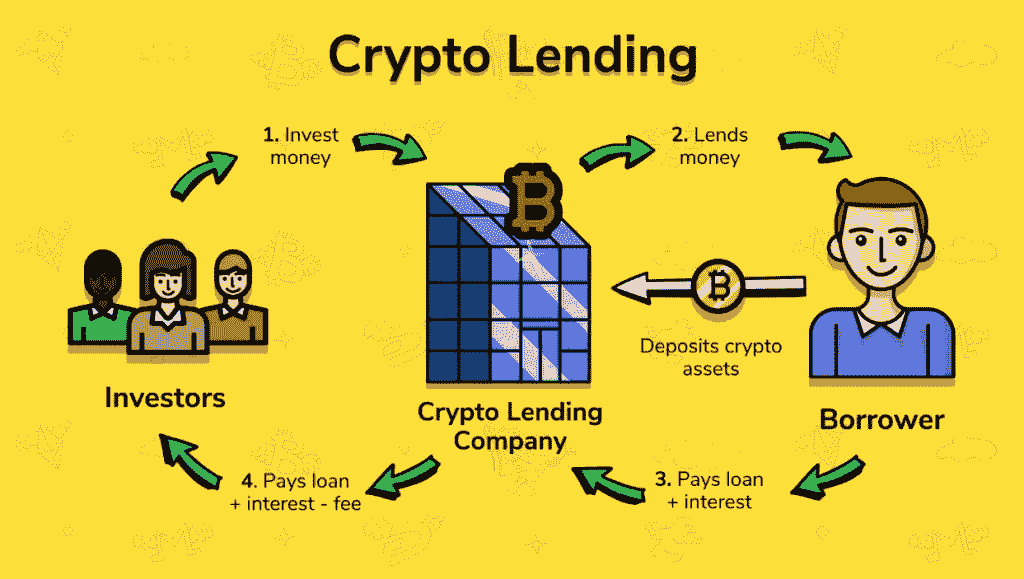 Crypto Lending
1. Invest
money
2. Lends
money
Deposits crypto
assets
Investors
Crypto Lending
Company
Borrower
4. Pays loan
+ interest - fee
3. Pays loan
+ interest